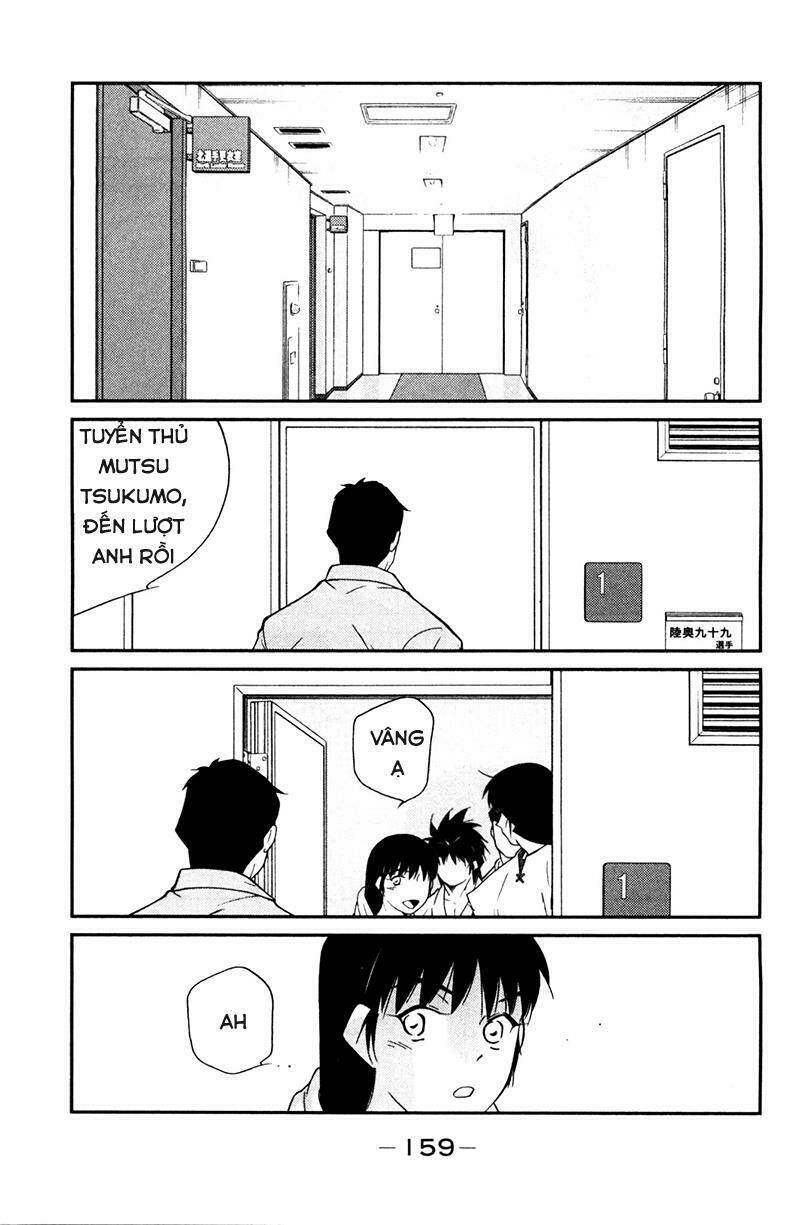 TUYỂN THỦ
MUTSU
TSUKUMO,
ĐẾN LƯỢT
ANH RỒI
1
陸奥九十九
選手
VÂNG
Ạ
1
AH
—159—